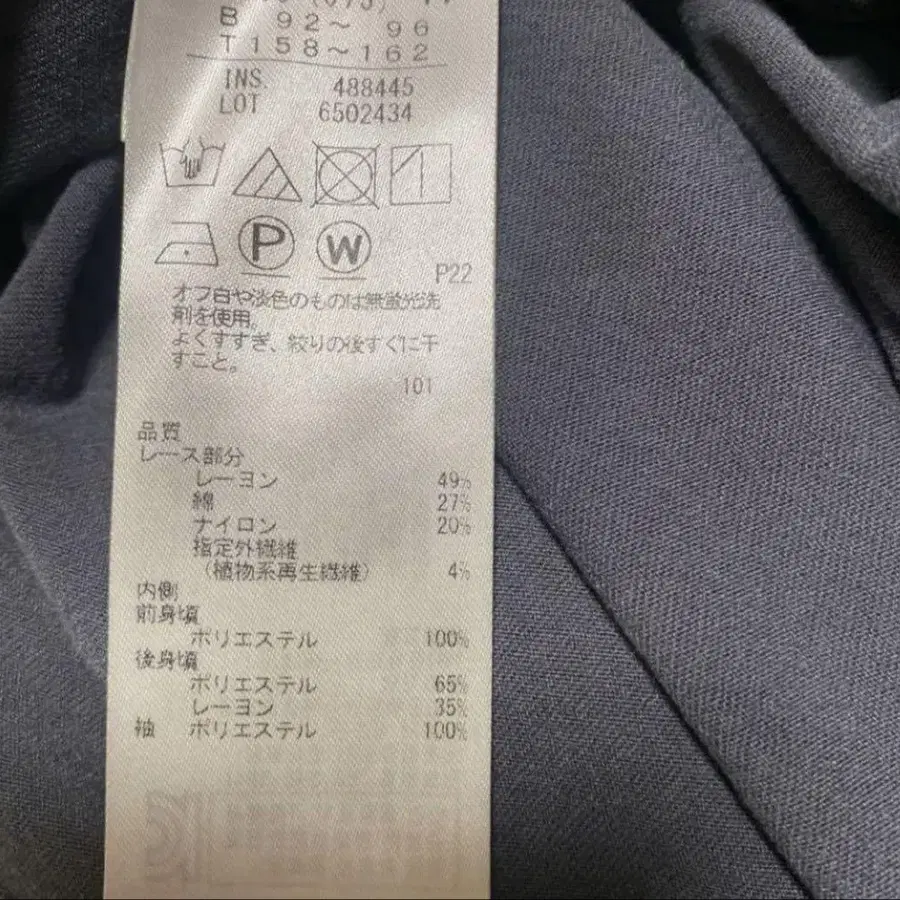 B 92～ 96
T158～162
INS. 488445
LOT 6502434
P W
P22
オフ白や淡色のものは無蛍光洗
剤を使用。
よくすすぎ、絞りの後すぐに干
すこと。
101
品質
レース部分
レーヨン 49%
綿 27%
ナイロン 20%
指定外繊維
（植物系再生繊維） 4%
内側
前身頃
ポリエステル 100%
後身頃
ポリエステル 65%
レーヨン 35%
袖 ポリエステル 100%